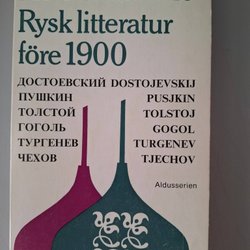 Rysk litteratur
före 1900
ДОСТОЕВСКИЙ DOSTOJEVSKIJ
ПУШКИН PUSJKIN
ТОЛСТОЙ TOLSTOJ
ГОГОЛЬ GOGOL
ТУРГЕНЕВ TURGENEV
ЧЕХОВ TJECHOV
Aldusserien